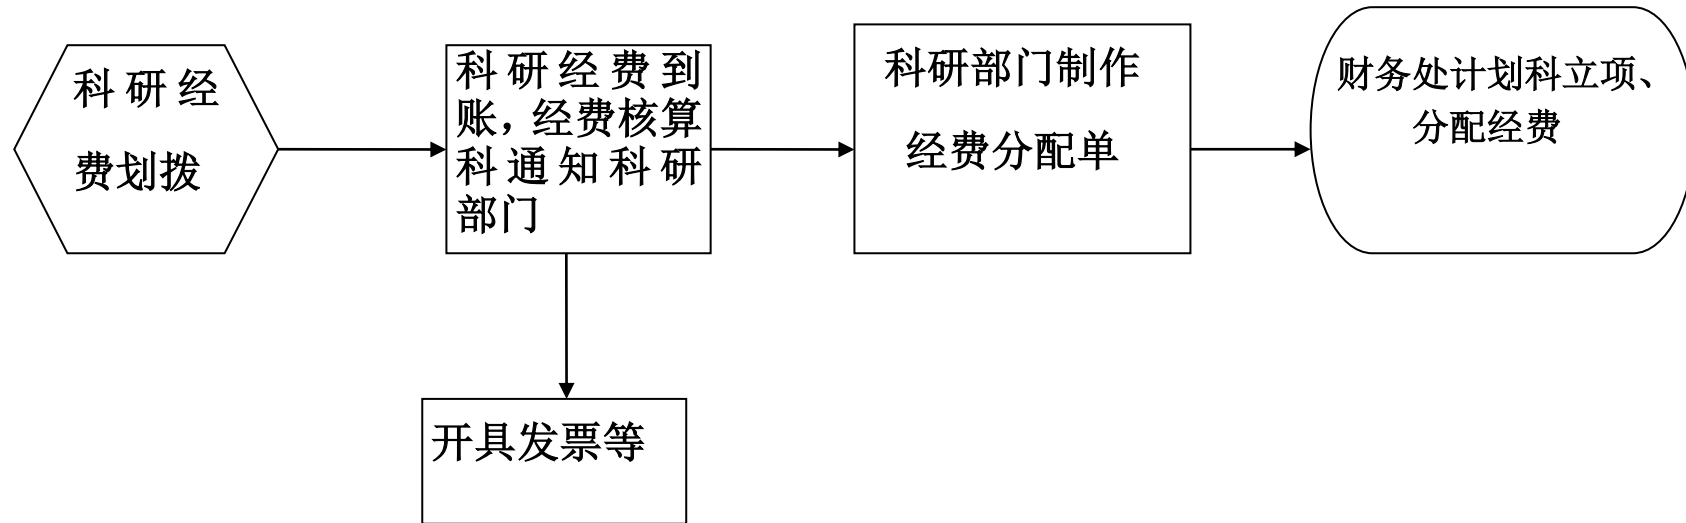 科研经
费划拨
科研经费到
账，经费核算
科通知科研
部门
科研部门制作
经费分配单
财务处计划科立项、
分配经费
开具发票等